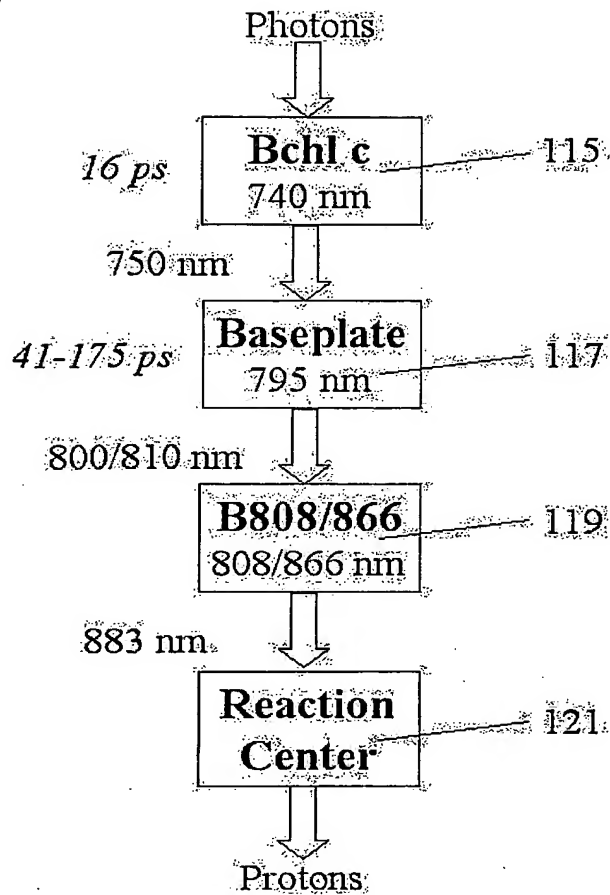 Photons
Bchl c
740 nm
16 ps
115
750 nm
Baseplate
795 nm
41-175 ps
117
800/810 nm
B808/866
808/866 nm
119
883 nm
Reaction
Center
121
Protons